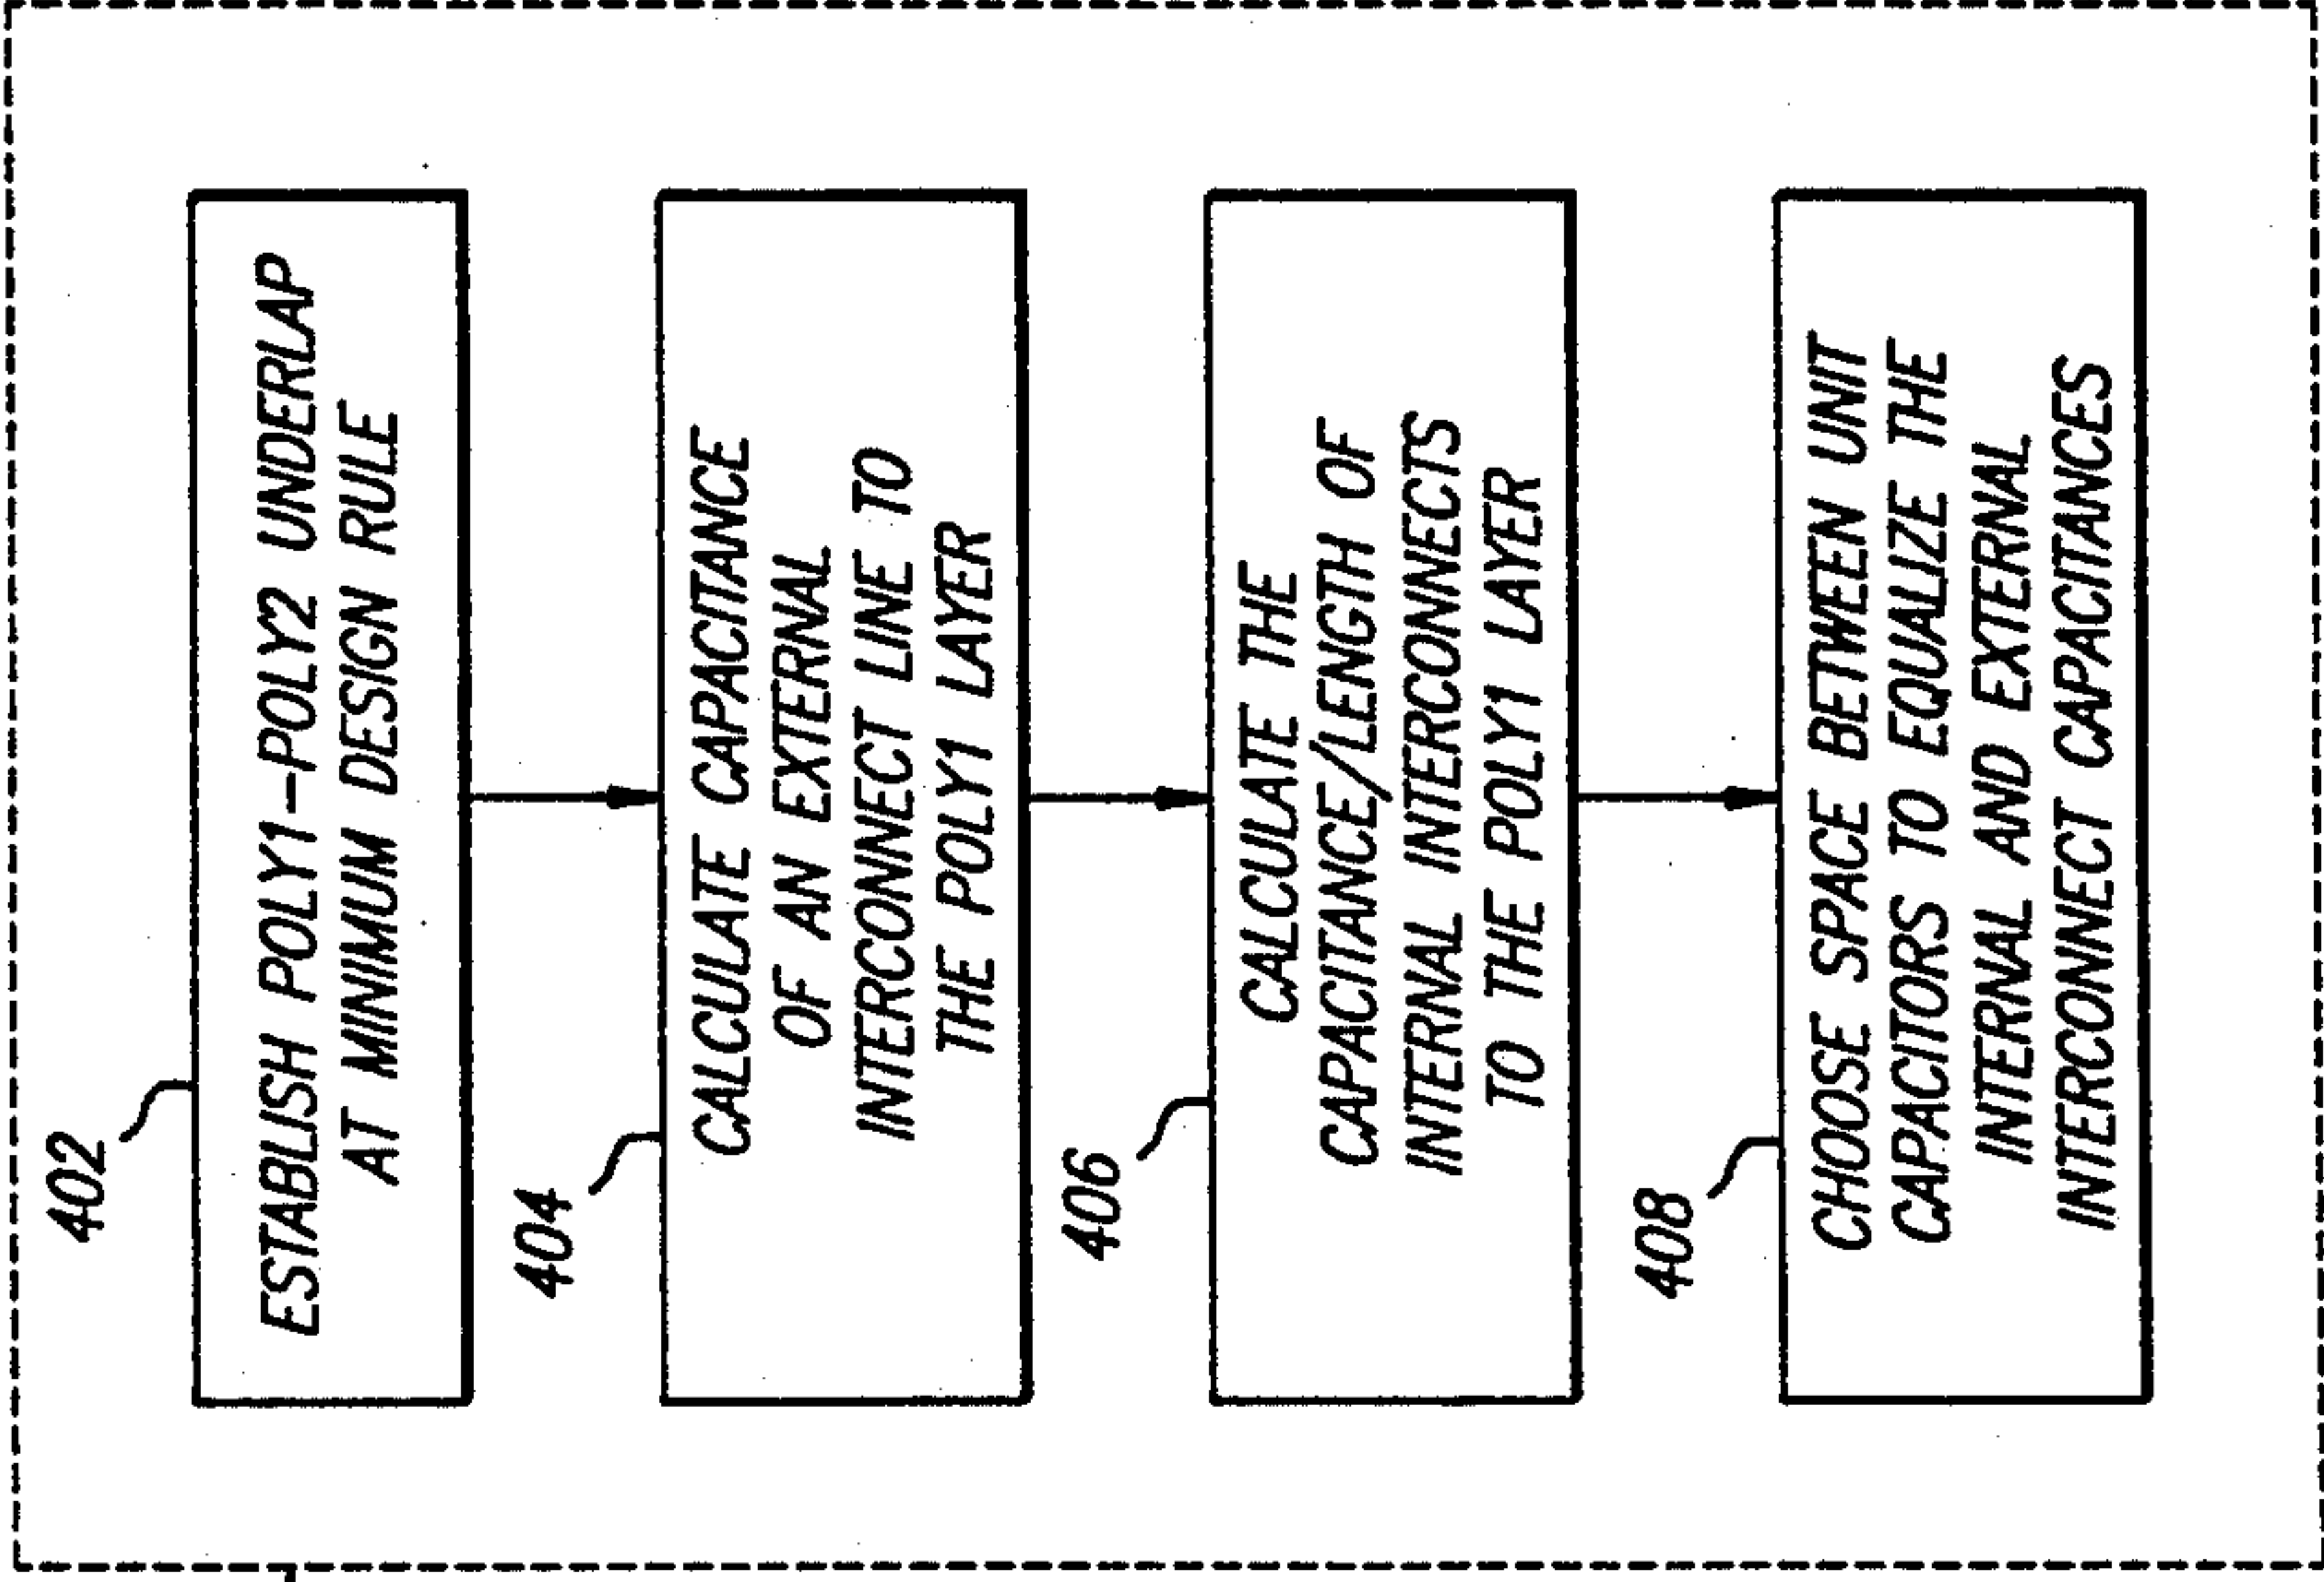 402
ESTABLISH POLY1-POLY2 UNDERLAP
AT MINIMUM DESIGN RULE
404
CALCULATE CAPACITANCE
OF AN EXTERNAL
INTERCONNECT LINE TO
THE POLY1 LAYER
406
CALCULATE THE
CAPACITANCE/LENGTH OF
INTERNAL INTERCONNECTS
TO THE POLY1 LAYER
408
CHOOSE SPACE BETWEEN UNIT
CAPACITORS TO EQUALIZE THE
INTERNAL AND EXTERNAL
INTERCONNECT CAPACITANCES